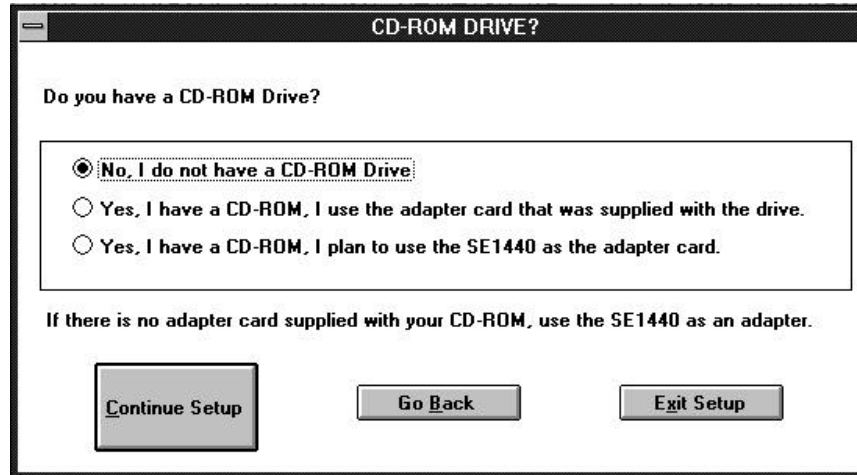 CD-ROM DRIVE?
Do you have a CD-ROM Drive?
No, I do not have a CD-ROM Drive
Yes, I have a CD-ROM, I use the adapter card that was supplied with the drive.
Yes, I have a CD-ROM, I plan to use the SE1440 as the adapter card.
If there is no adapter card supplied with your CD-ROM, use the SE1440 as an adapter.
Continue Setup Go Back Exit Setup